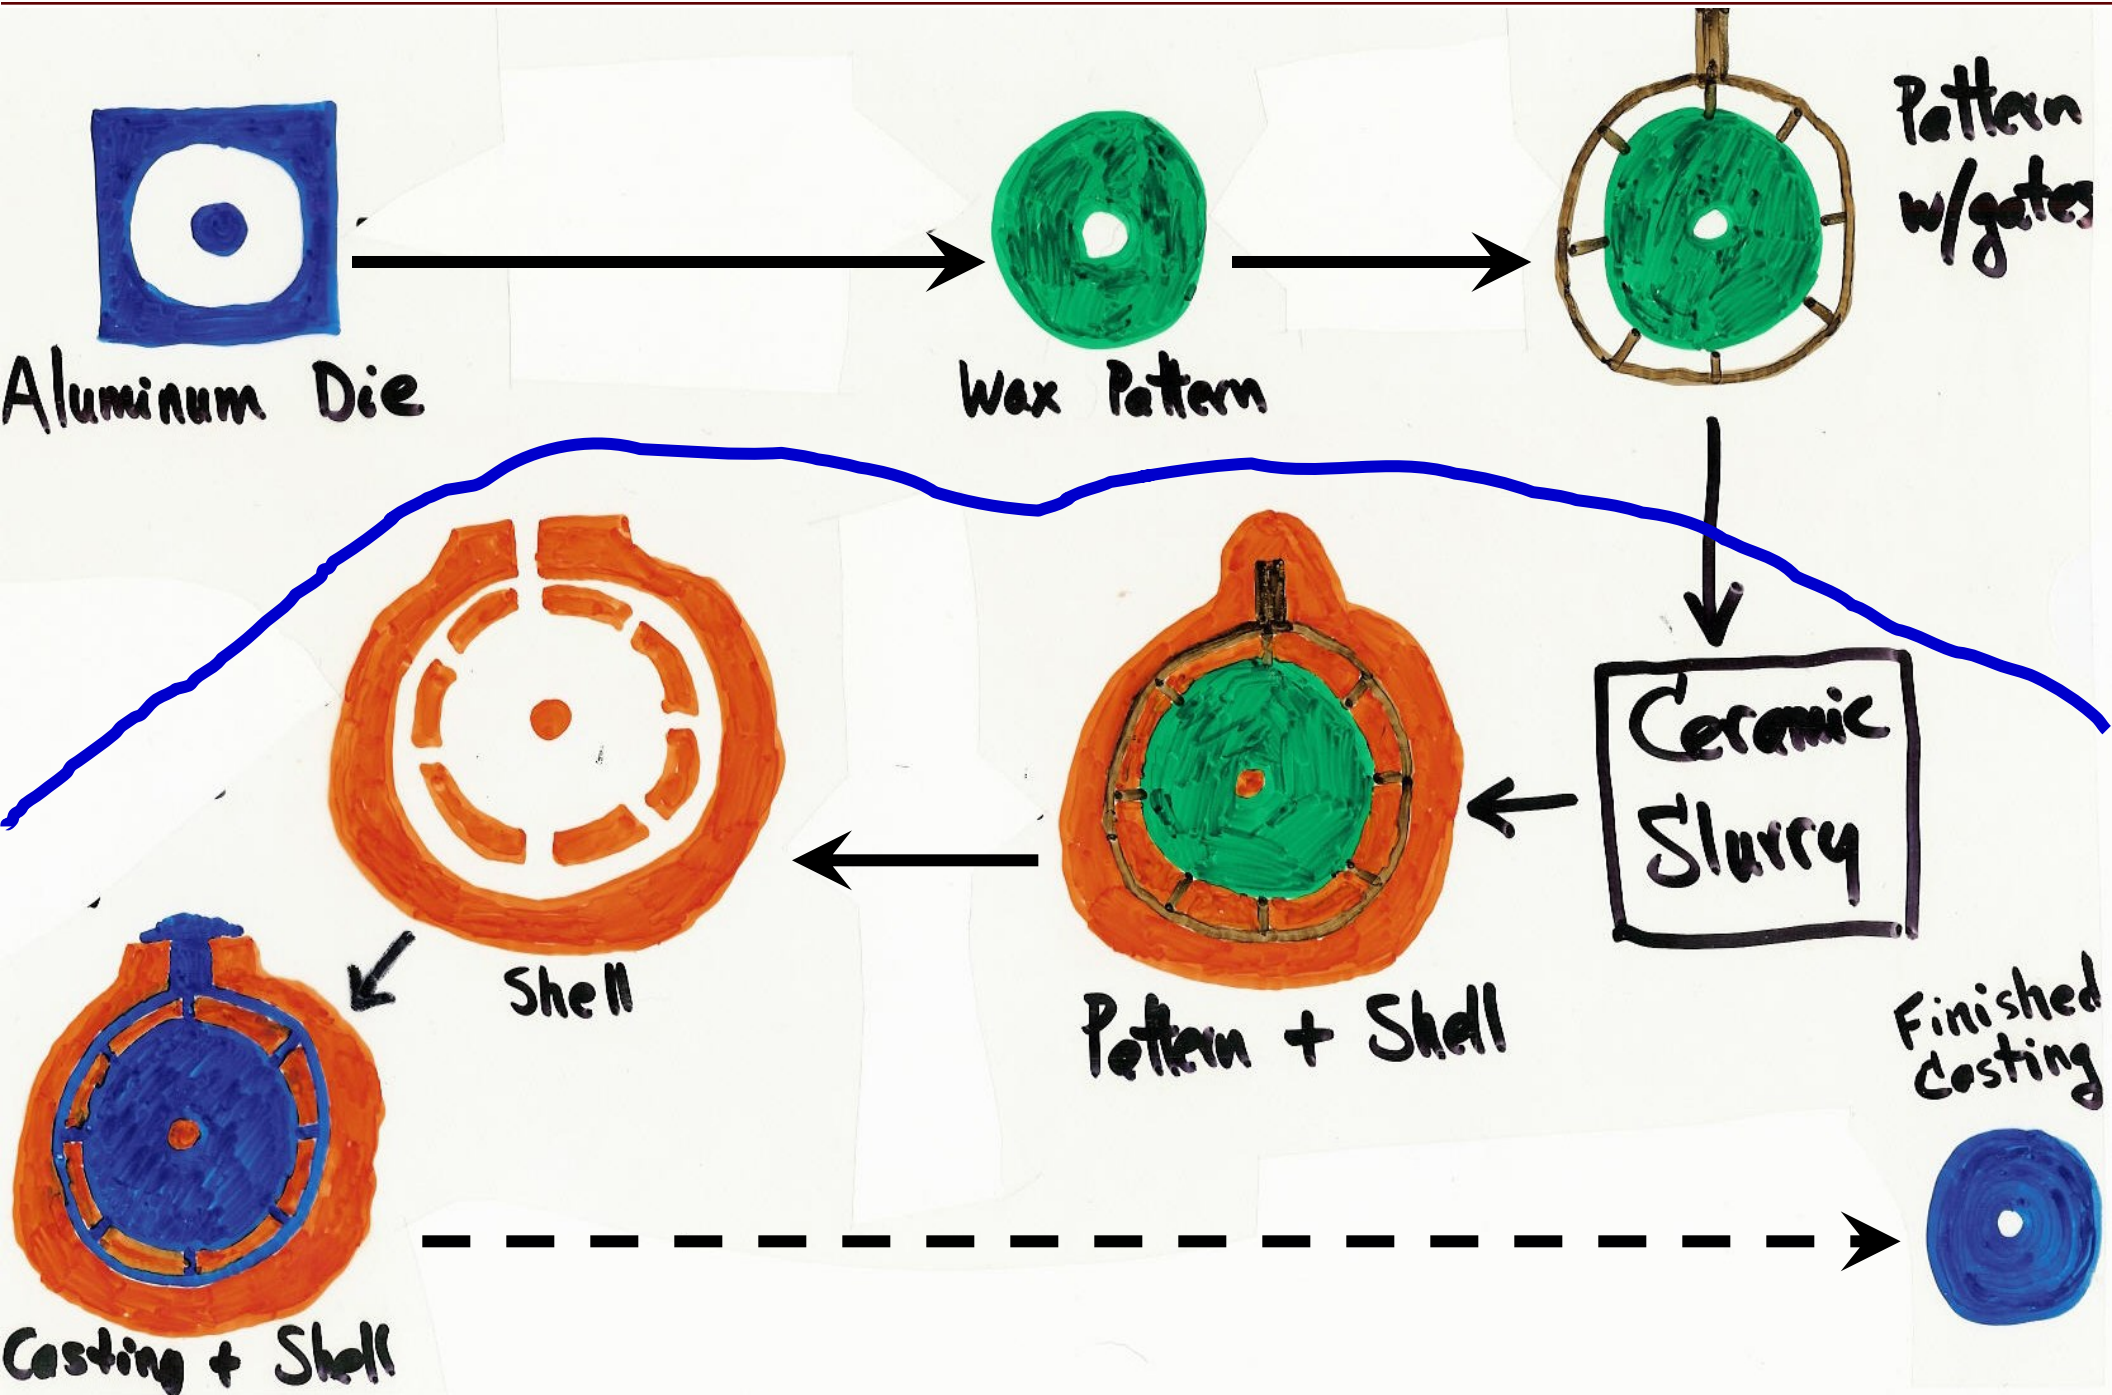 Aluminum Die
Wax Pattern
Pattern
w/gates
Ceramic
Slurry
Pattern + Shell
Shell
Casting + Shell
Finished
Casting